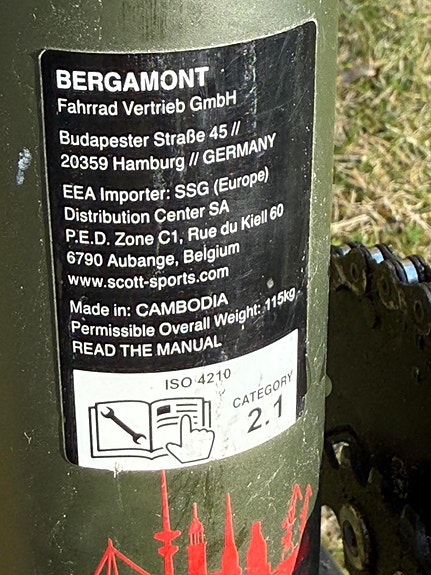 BERGAMONT
Fahrrad Vertrieb GmbH
Budapester Straße 45 //
20359 Hamburg // GERMANY
EEA Importer: SSG (Europe)
Distribution Center SA
P.E.D. Zone C1, Rue du Kiell 60
6790 Aubange, Belgium
www.scott-sports.com
Made in: CAMBODIA
Permissible Overall Weight: 115kg
READ THE MANUAL
ISO 4210
CATEGORY
2.1